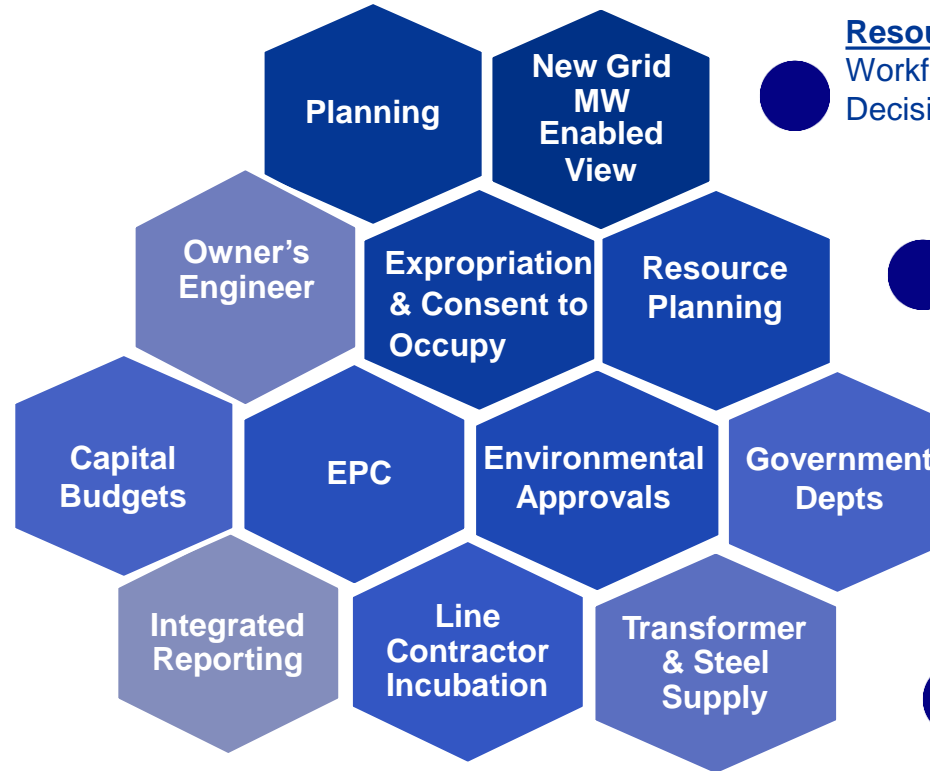 Planning
New Grid
MW
Enabled
View
Owner's
Engineer
Expropriation
& Consent to
Occupy
Resource
Planning
Capital
Budgets
EPC
Environmental
Approvals
Government
Depts
Integrated
Reporting
Line
Contractor
Incubation
Transformer
& Steel
Supply